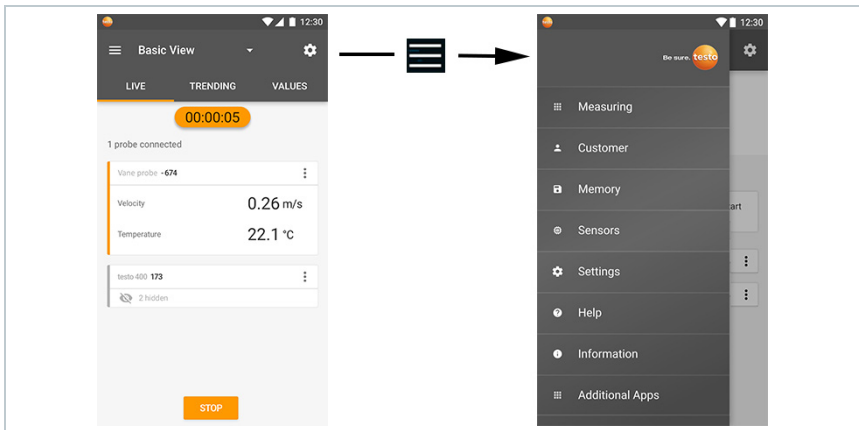 12:30
Basic View
LIVE TRENDING VALUES
00:00:05
1 probe connected
Vane probe -674
Velocity 0.26 m/s
Temperature 22.1 °C
testo 400 173
2 hidden
STOP
12:30
Be sure. testo
Measuring
Customer
Memory
art
Sensors
Settings
Help
Information
Additional Apps